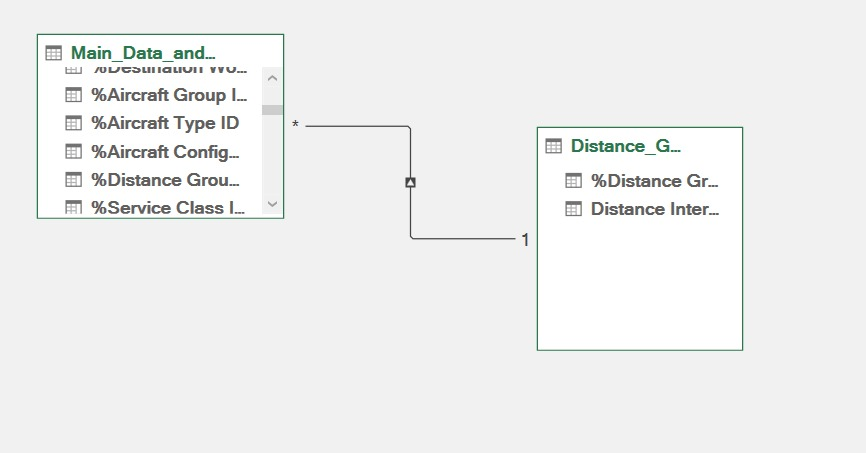 Main_Data_and...
%Destination Wo...
%Aircraft Group I...
%Aircraft Type ID
%Aircraft Config...
%Distance Grou...
%Service Class I...
*
1
Distance_G...
%Distance Gr...
Distance Inter...